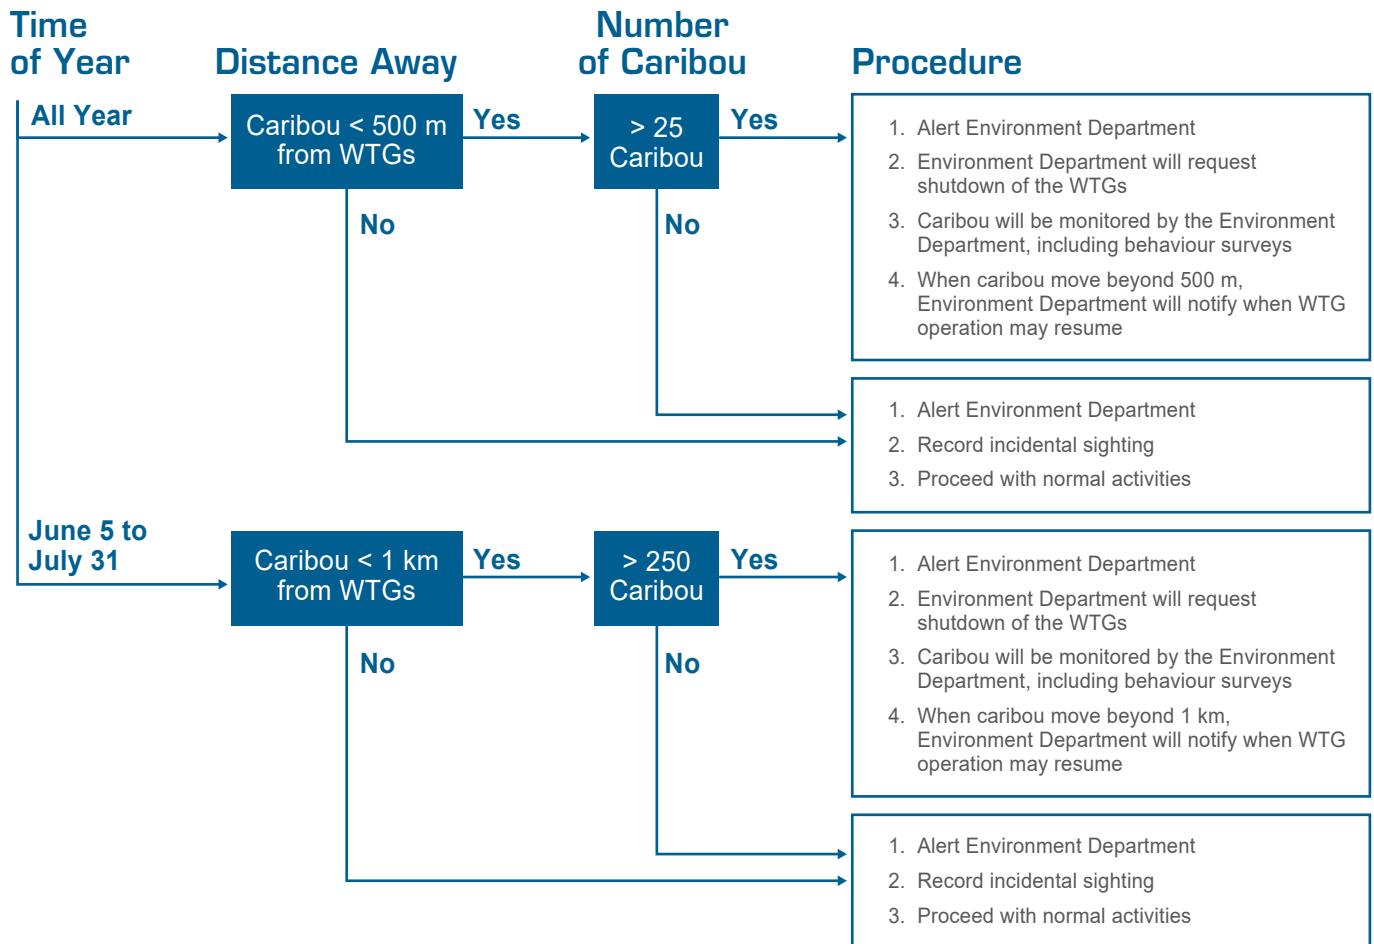 Time
of Year
Distance Away
Number
of Caribou
Procedure
All Year
Caribou < 500 m
from WTGs
Yes
> 25
Caribou
Yes
1. Alert Environment Department
2. Environment Department will request
shutdown of the WTGs
3. Caribou will be monitored by the Environment
Department, including behaviour surveys
4. When caribou move beyond 500 m,
Environment Department will notify when WTG
operation may resume
No
No
1. Alert Environment Department
2. Record incidental sighting
3. Proceed with normal activities
June 5 to
July 31
Caribou < 1 km
from WTGs
Yes
> 250
Caribou
Yes
1. Alert Environment Department
2. Environment Department will request
shutdown of the WTGs
3. Caribou will be monitored by the Environment
Department, including behaviour surveys
4. When caribou move beyond 1 km,
Environment Department will notify when WTG
operation may resume
No
No
1. Alert Environment Department
2. Record incidental sighting
3. Proceed with normal activities